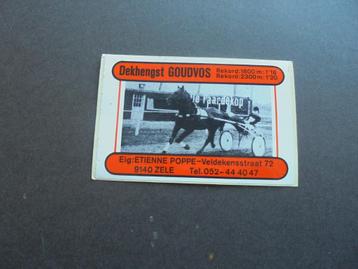 Dekhengst GOUDVOS
Rekord: 1600 m: 1'16
Rekord: 2300 m: 1'20
paardekop
Eig: ETIENNE POPPE - Veldekensstraat 72
9140 ZELE Tel. 052-44 40 47